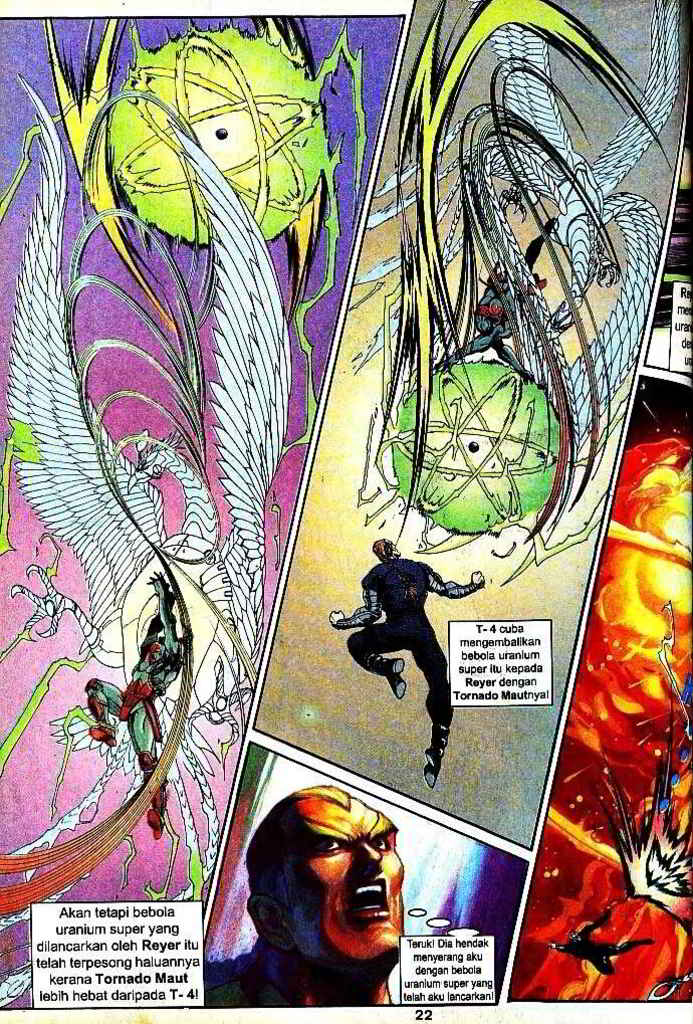 Akan tetapi bebola
uranium super yang
dilancarkan oleh Reyer itu
telah terpesong haluannya
kerana Tornado Maut
lebih hebat daripada T-4!
T-4 cuba
mengembalikan
bebola uranium
super itu kepada
Reyer dengan
Tornado Mautnya!
Teruk! Dia hendak
menyerang aku
dengan bebola
uranium super yang
telah aku lancarkan!
22